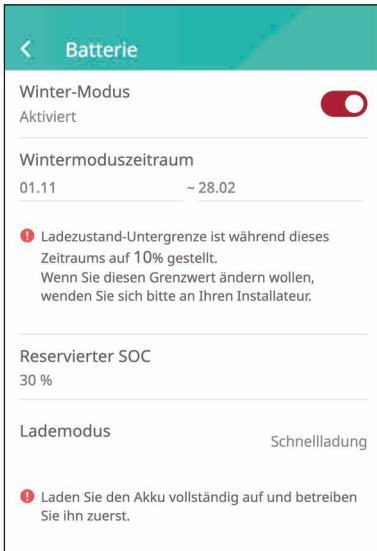 Batterie
Winter-Modus
Aktiviert
Wintermoduszeitraum
01.11 ~ 28.02
Ladezustand-Untergrenze ist während dieses
Zeitraums auf 10% gestellt.
Wenn Sie diesen Grenzwert ändern wollen,
wenden Sie sich bitte an Ihren Installateur.
Reservierter SOC
30 %
Lademodus
Schnellladung
Laden Sie den Akku vollständig auf und betreiben
Sie ihn zuerst.